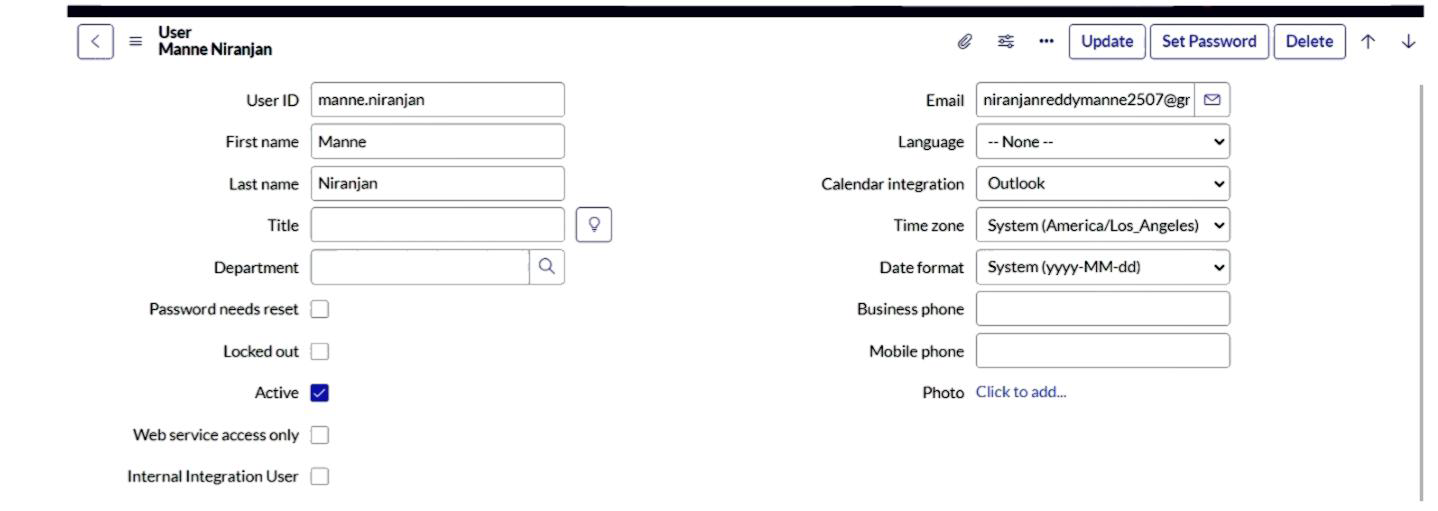 User
Manne Niranjan
Update
Set Password
Delete
User ID manne.niranjan
First name Manne
Last name Niranjan
Title
Department
Password needs reset
Locked out
Active
Web service access only
Internal Integration User
Email niranjanreddymanne2507@gr
Language -- None --
Calendar integration Outlook
Time zone System (America/Los_Angeles)
Date format System (yyyy-MM-dd)
Business phone
Mobile phone
Photo Click to add...